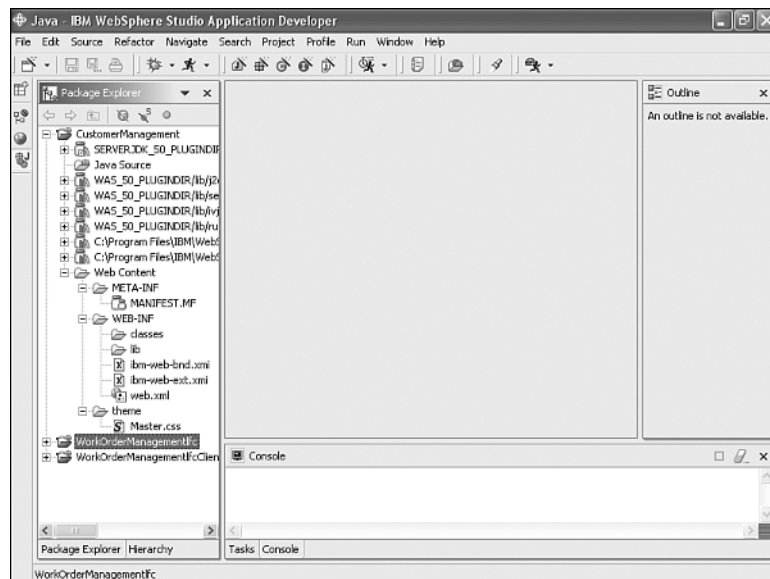 Java - IBM WebSphere Studio Application Developer
File Edit Source Refactor Navigate Search Project Profile Run Window Help
Package Explorer
CustomerManagement
SERVERJDK_50_PLUGINDIR
Java Source
WAS_50_PLUGINDIR/lib/j2
WAS_50_PLUGINDIR/lib/se
WAS_50_PLUGINDIR/lib/ivj
WAS_50_PLUGINDIR/lib/ru
C:\Program Files\IBM\WebS
C:\Program Files\IBM\WebS
Web Content
META-INF
MANIFEST.MF
WEB-INF
classes
lib
ibm-web-bnd.xmi
ibm-web-ext.xmi
web.xml
theme
Master.css
WorkOrderManagementIfc
WorkOrderManagementIfcClien
Package Explorer Hierarchy
Outline
An outline is not available.
Console
Tasks Console
WorkOrderManagementIfc